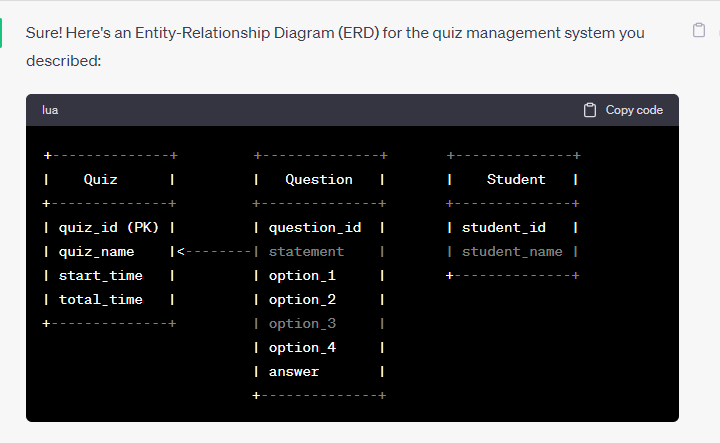 Sure! Here's an Entity-Relationship Diagram (ERD) for the quiz management system you
described:
lua Copy code
+--------------+         +--------------+       +--------------+
|    Quiz      |         |   Question   |       |    Student   |
+--------------+         +--------------+       +--------------+
| quiz_id (PK) |         | question_id  |       | student_id   |
| quiz_name    |<--------| statement    |       | student_name |
| start_time   |         | option_1     |       +--------------+
| total_time   |         | option_2     |
+--------------+         | option_3     |
                         | option_4     |
                         | answer       |
                         +--------------+